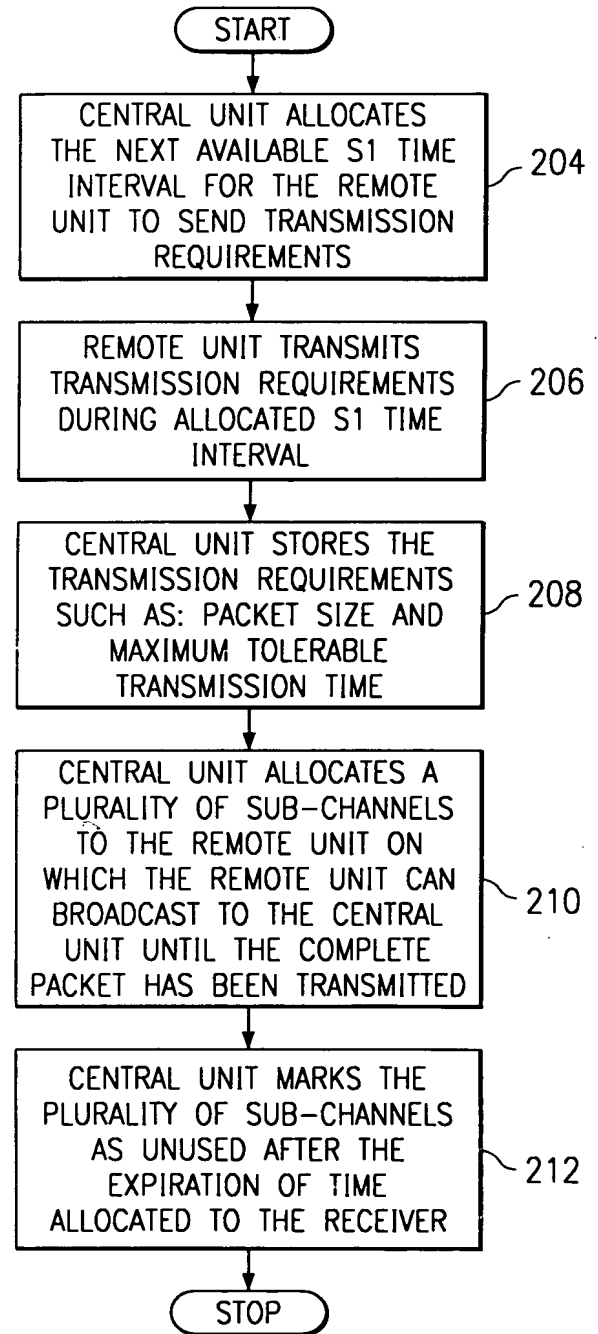 START
CENTRAL UNIT ALLOCATES
THE NEXT AVAILABLE S1 TIME
INTERVAL FOR THE REMOTE
UNIT TO SEND TRANSMISSION
REQUIREMENTS
204
REMOTE UNIT TRANSMITS
TRANSMISSION REQUIREMENTS
DURING ALLOCATED S1 TIME
INTERVAL
206
CENTRAL UNIT STORES THE
TRANSMISSION REQUIREMENTS
SUCH AS: PACKET SIZE AND
MAXIMUM TOLERABLE
TRANSMISSION TIME
208
CENTRAL UNIT ALLOCATES A
PLURALITY OF SUB-CHANNELS
TO THE REMOTE UNIT ON
WHICH THE REMOTE UNIT CAN
BROADCAST TO THE CENTRAL
UNIT UNTIL THE COMPLETE
PACKET HAS BEEN TRANSMITTED
210
CENTRAL UNIT MARKS THE
PLURALITY OF SUB-CHANNELS
AS UNUSED AFTER THE
EXPIRATION OF TIME
ALLOCATED TO THE RECEIVER
212
STOP